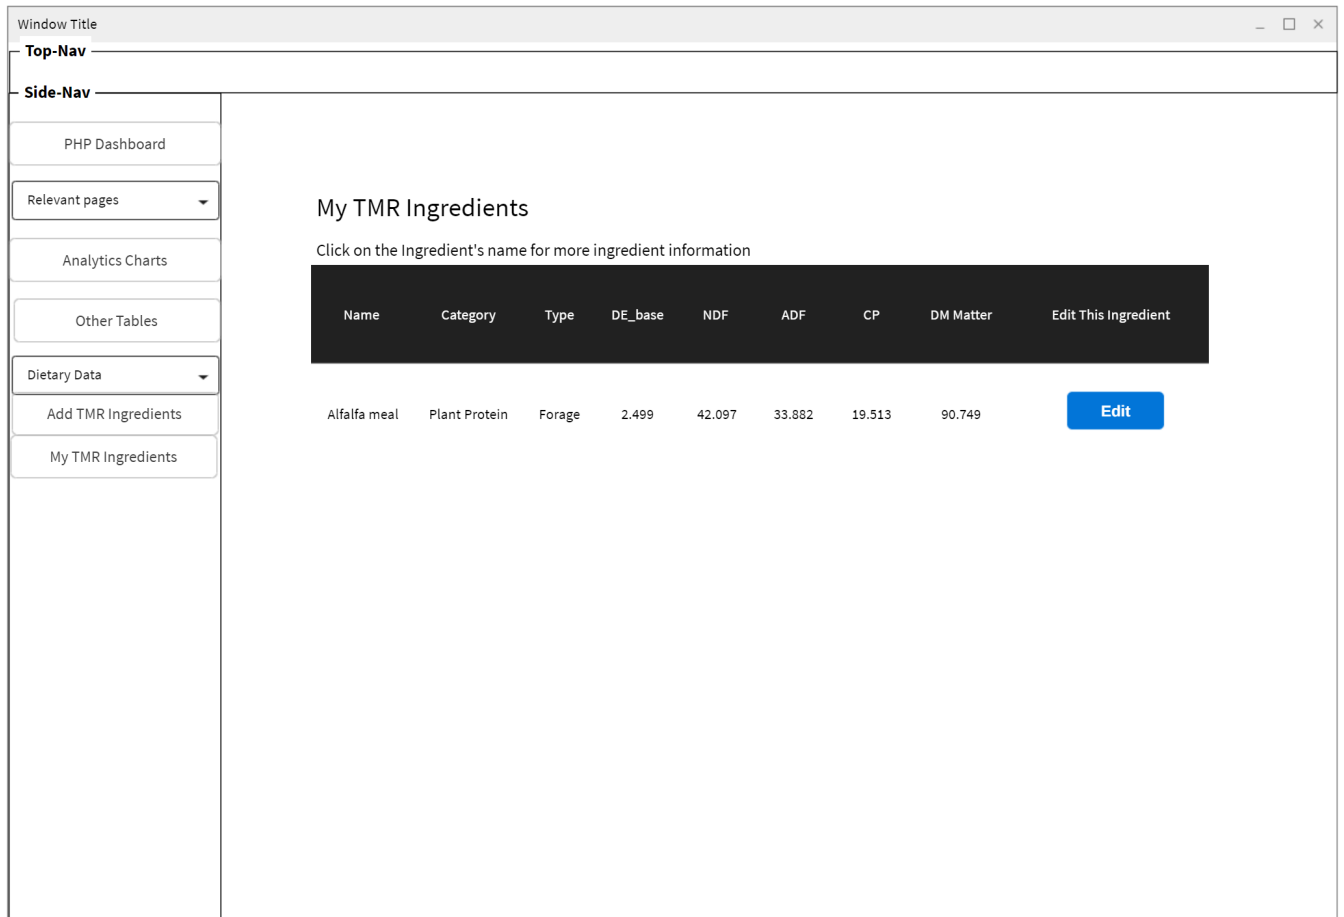 Window Title
Top-Nav
Side-Nav
PHP Dashboard
Relevant pages
Analytics Charts
Other Tables
Dietary Data
Add TMR Ingredients
My TMR Ingredients
My TMR Ingredients
Click on the Ingredient's name for more ingredient information
Name Category Type DE_base NDF ADF CP DM Matter Edit This Ingredient
Alfalfa meal Plant Protein Forage 2.499 42.097 33.882 19.513 90.749 Edit